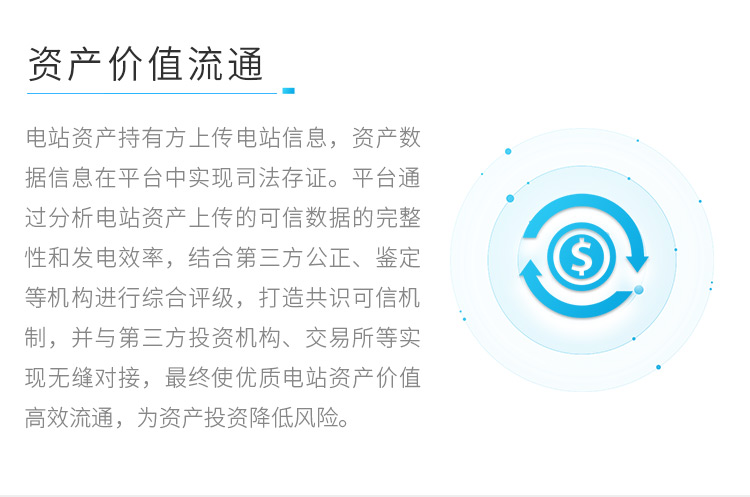 资产价值流通
电站资产持有方上传电站信息，资产数
据信息在平台中实现司法存证。平台通
过分析电站资产上传的可信数据的完整
性和发电效率，结合第三方公正、鉴定
等机构进行综合评级，打造共识可信机
制，并与第三方投资机构、交易所等实
现无缝对接，最终使优质电站资产价值
高效流通，为资产投资降低风险。
$